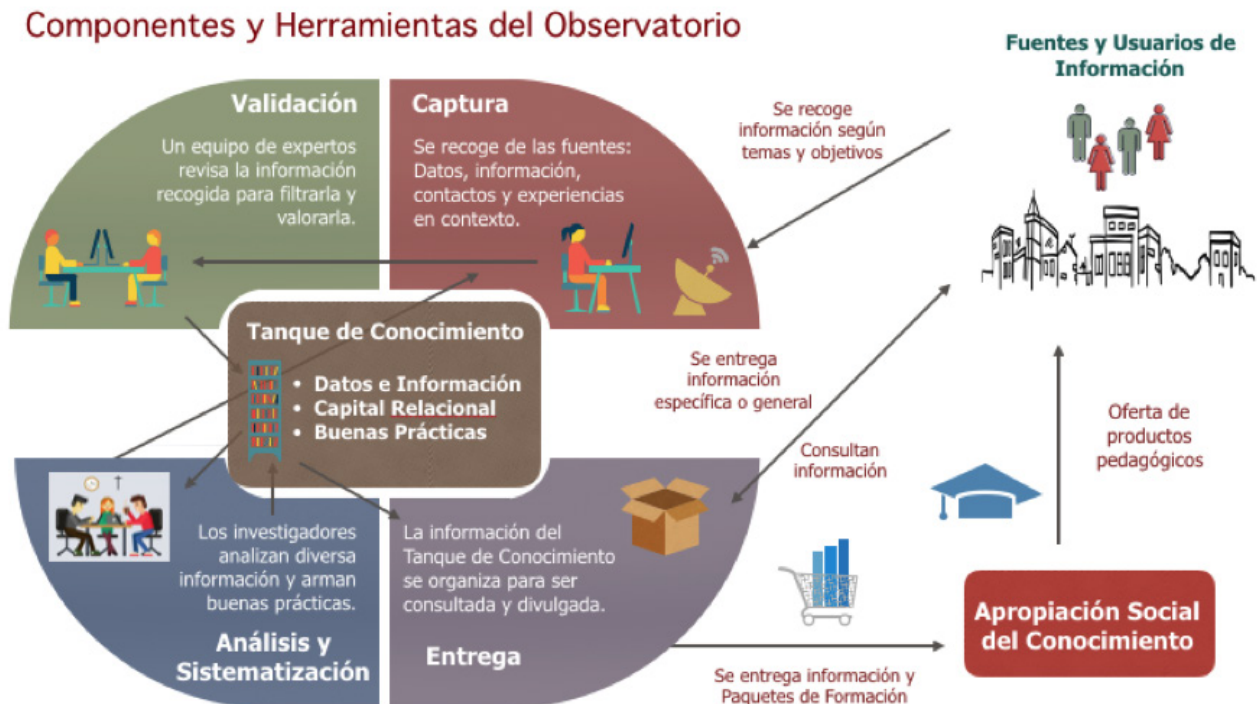 Componentes y Herramientas del Observatorio
Fuentes y Usuarios de
Información
Validación
Un equipo de expertos
revisa la información
recogida para filtrarla y
valorarla.
Captura
Se recoge de las fuentes:
Datos, información,
contactos y experiencias
en contexto.
Se recoge
información según
temas y objetivos
Tanque de Conocimiento
• Datos e Información
• Capital Relacional
• Buenas Prácticas
Se entrega
información
específica o general
Consultan
información
Oferta de
productos
pedagógicos
Los investigadores
analizan diversa
información y arman
buenas prácticas.
Análisis y
Sistematización
La información del
Tanque de Conocimiento
se organiza para ser
consultada y divulgada.
Entrega
Se entrega información y
Paquetes de Formación
Apropiación Social
del Conocimiento